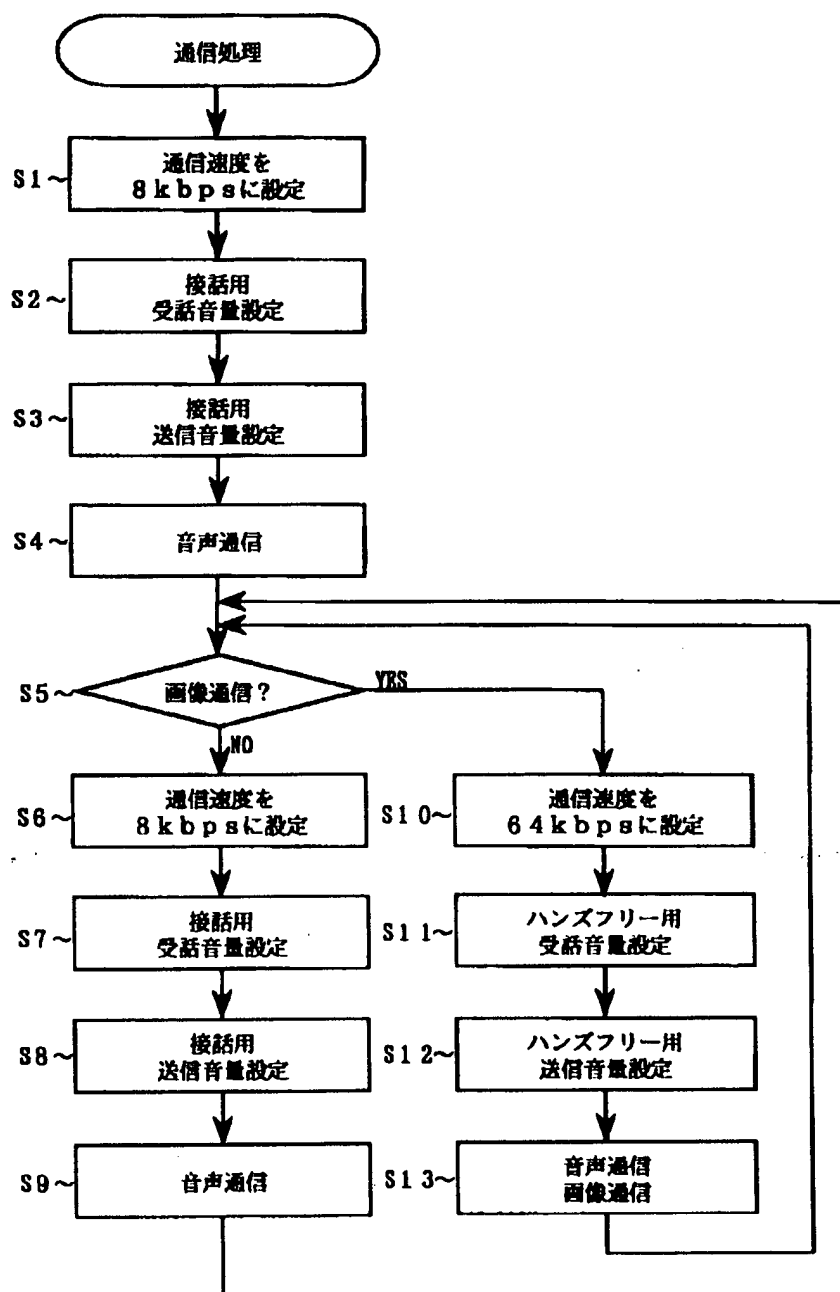 通信処理
S1~
通信速度を
8kbpsに設定
S2~
接話用
受話音量設定
S3~
接話用
送信音量設定
S4~
音声通信
S5~
画像通信?
YRS
NO
S6~
通信速度を
8kbpsに設定
S10~
通信速度を
64kbpsに設定
S7~
接話用
受話音量設定
S11~
ハンズフリー用
受話音量設定
S8~
接話用
送信音量設定
S12~
ハンズフリー用
送信音量設定
S9~
音声通信
S13~
音声通信
画像通信